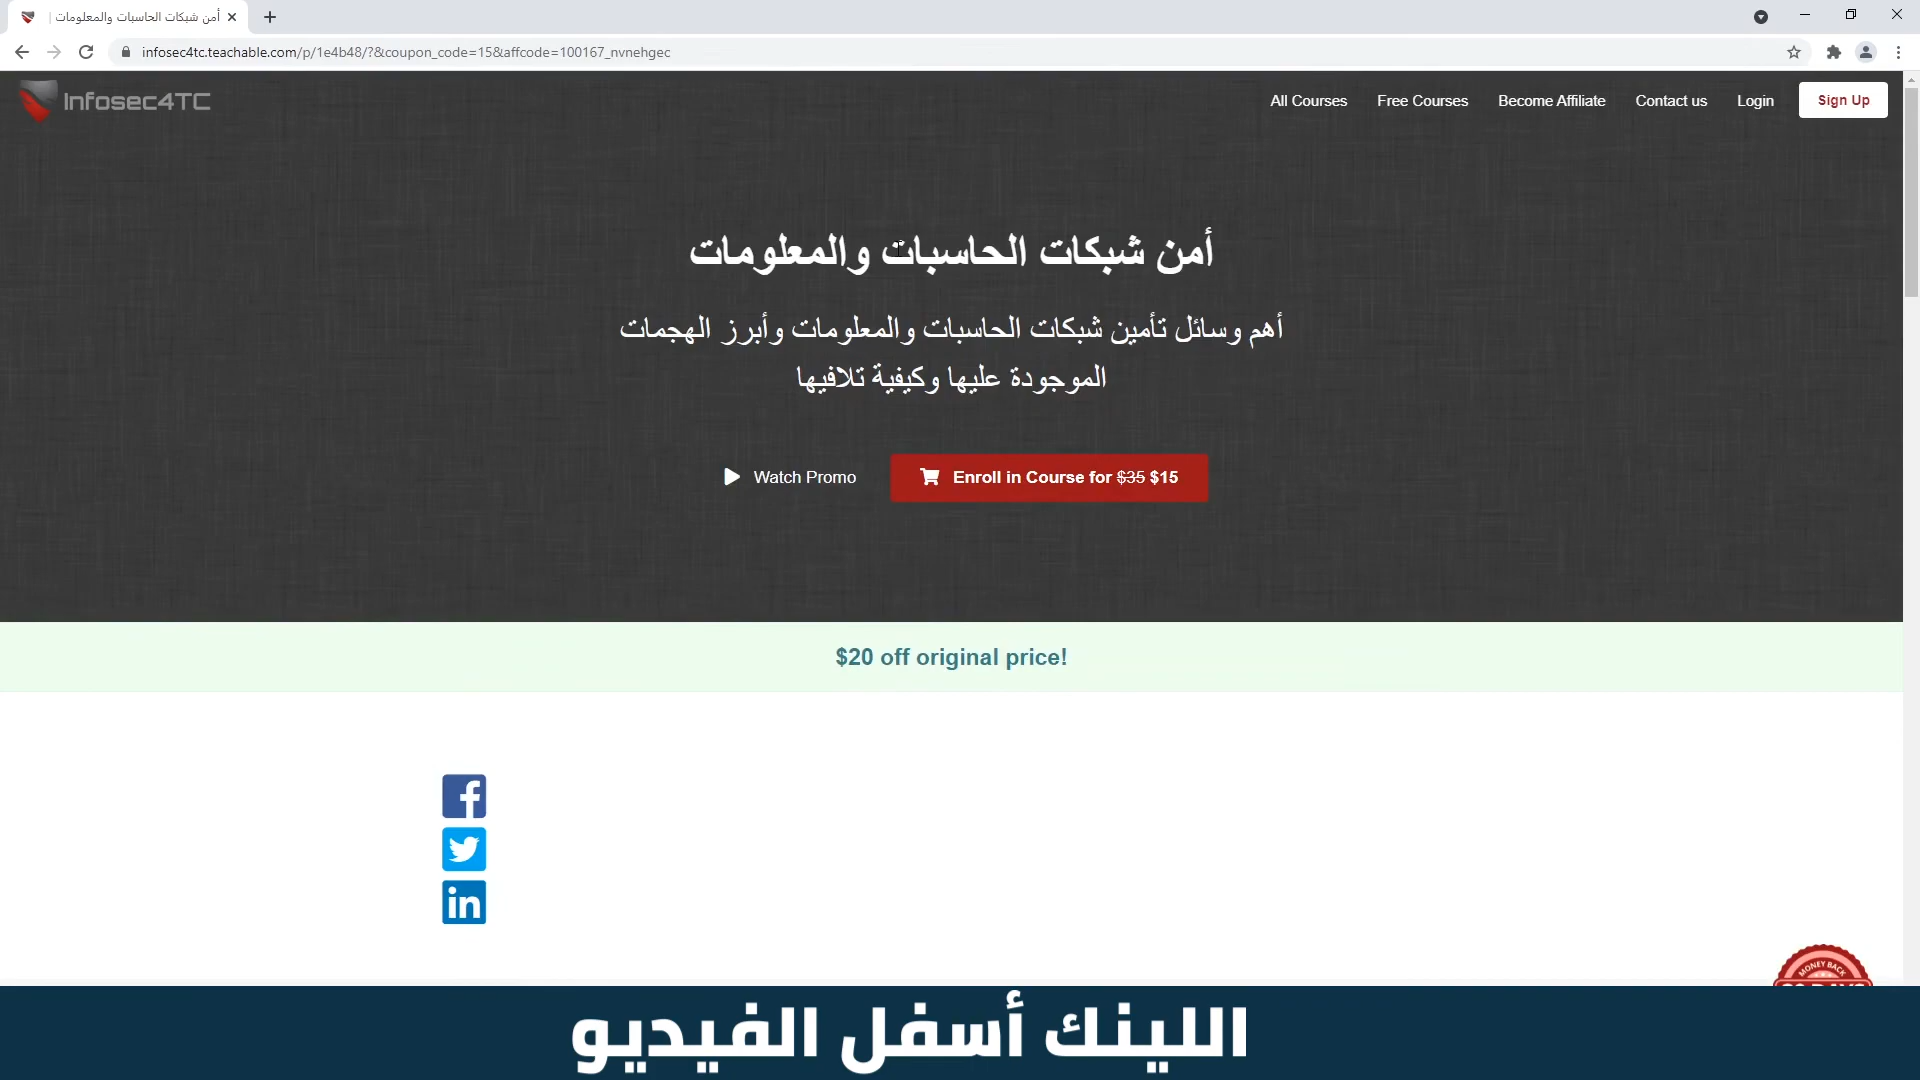 أمن شبكات الحاسبات والمعلومات |
infosec4tc.teachable.com/p/1e4b48/?&coupon_code=15&affcode=100167_nvnehgec
Infosec4TC
All Courses
Free Courses
Become Affiliate
Contact us
Login
Sign Up
أمن شبكات الحاسبات والمعلومات
أهم وسائل تأمين شبكات الحاسبات والمعلومات وأبرز الهجمات
الموجودة عليها وكيفية تلافيها
Watch Promo
Enroll in Course for $35 $15
$20 off original price!
MONEY BACK
اللينك أسفل الفيديو